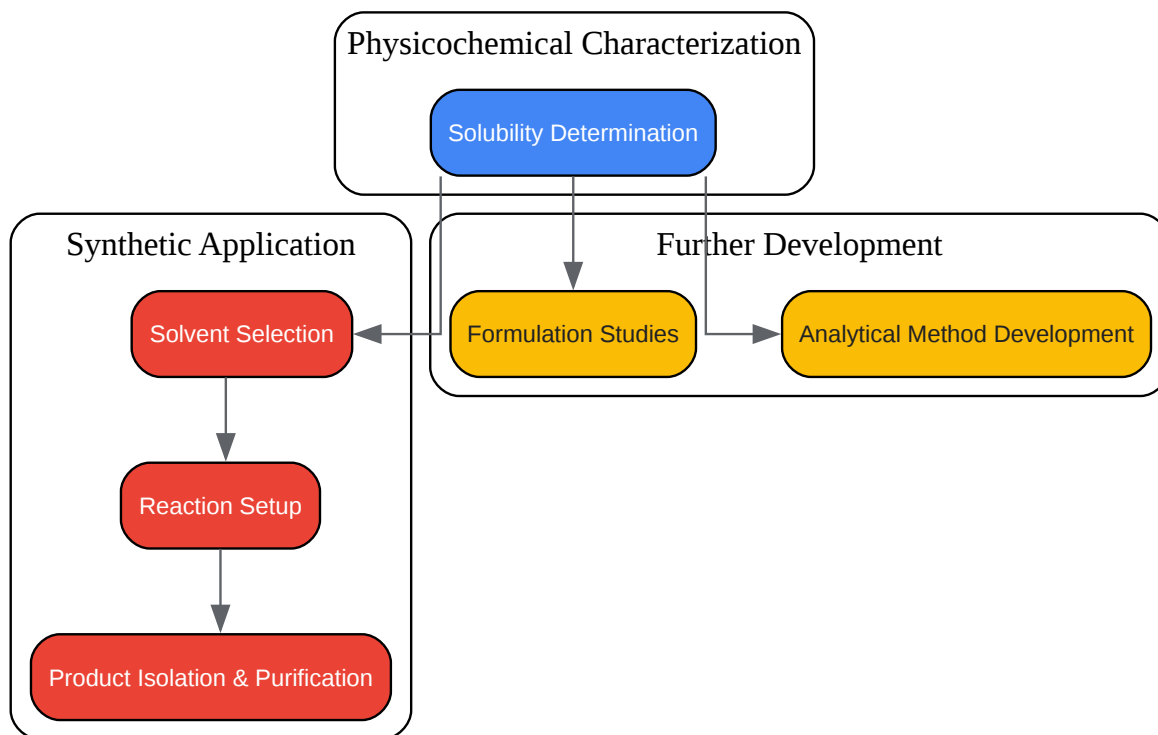 Physicochemical Characterization
Solubility Determination
Synthetic Application
Further Development
Solvent Selection
Formulation Studies
Analytical Method Development
Reaction Setup
Product Isolation & Purification